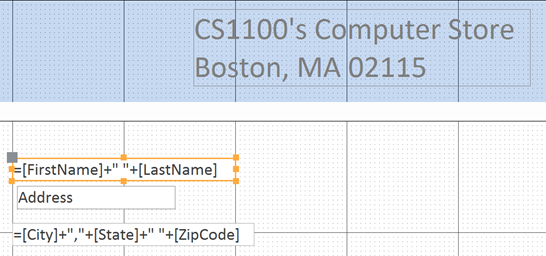 CS1100's Computer Store
Boston, MA 02115
=[FirstName]+" "+[LastName]
Address
=[City]+","+[State]+" "+[ZipCode]